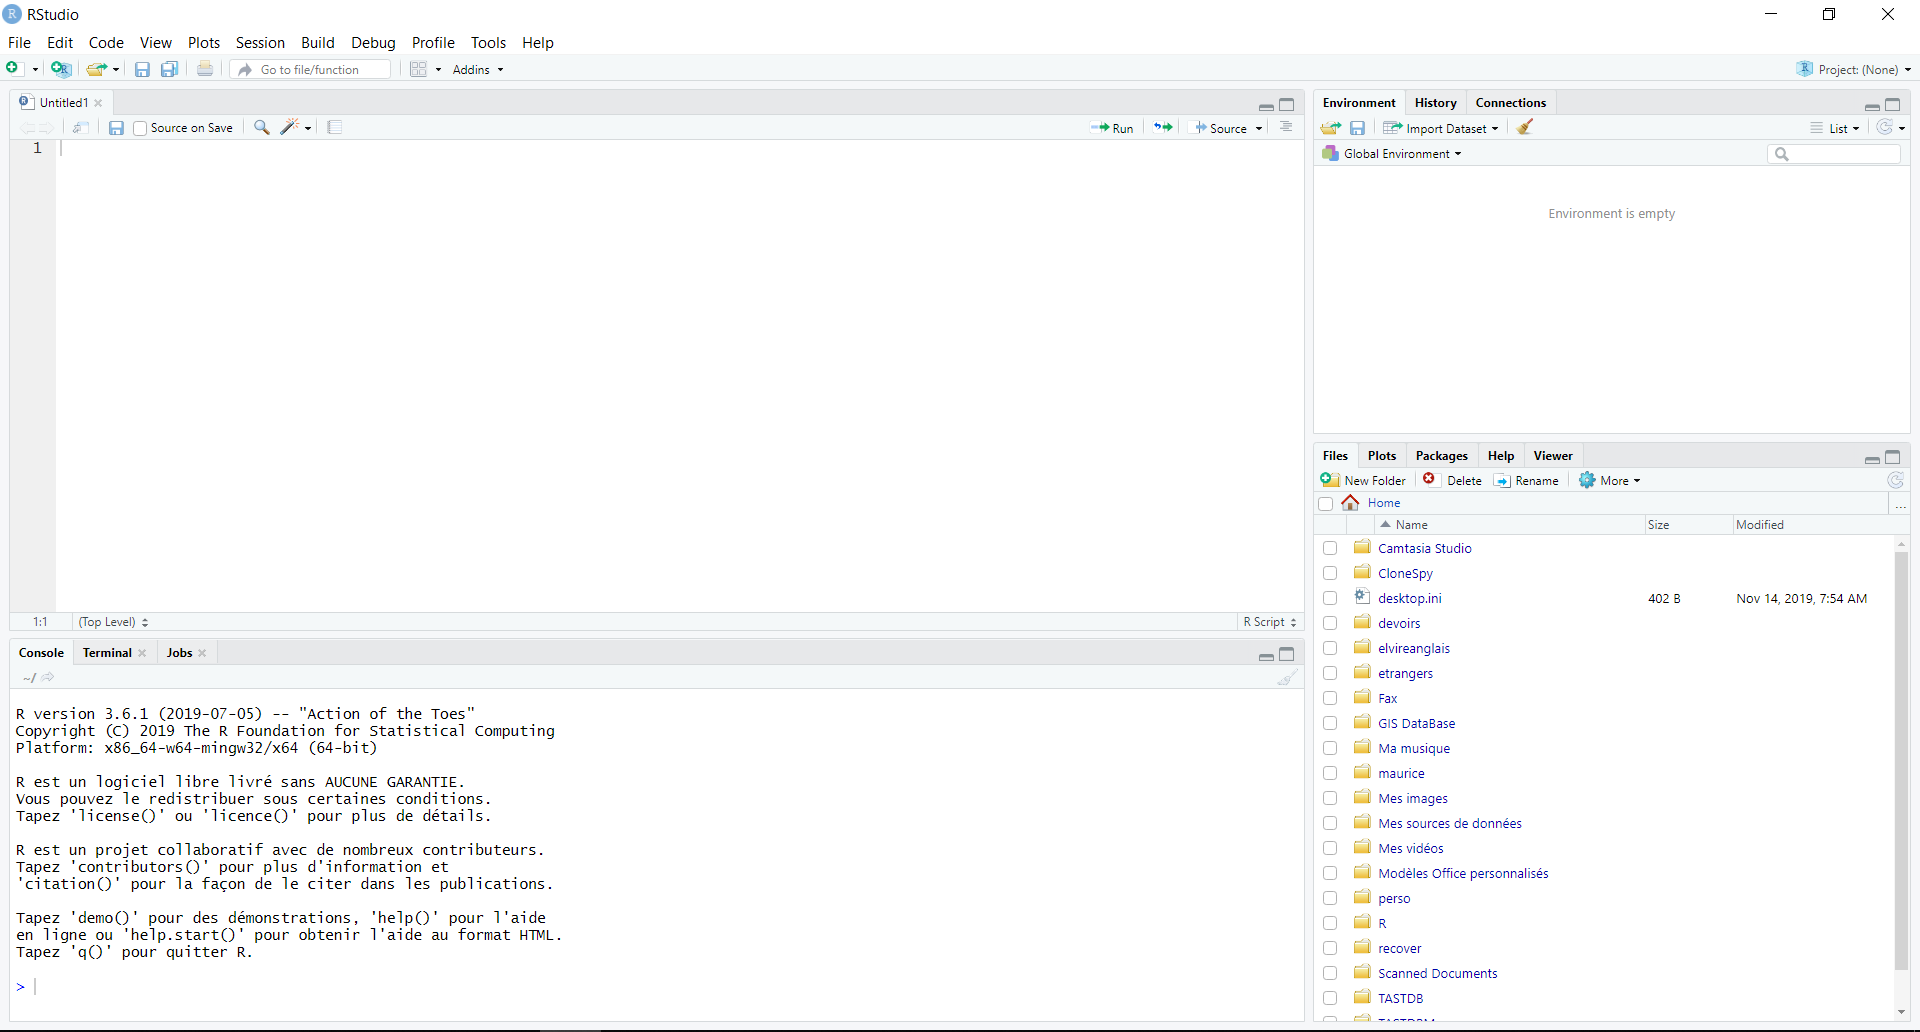 RStudio
File Edit Code View Plots Session Build Debug Profile Tools Help
Go to file/function Addins Project: (None)
Untitled1
Source on Save Run Source
1
1:1 (Top Level) R Script
Console Terminal Jobs
~/
R version 3.6.1 (2019-07-05) -- "Action of the Toes"
Copyright (C) 2019 The R Foundation for Statistical Computing
Platform: x86_64-w64-mingw32/x64 (64-bit)
R est un logiciel libre livré sans AUCUNE GARANTIE.
Vous pouvez le redistribuer sous certaines conditions.
Tapez 'license()' ou 'licence()' pour plus de détails.
R est un projet collaboratif avec de nombreux contributeurs.
Tapez 'contributors()' pour plus d'information et
'citation()' pour la façon de le citer dans les publications.
Tapez 'demo()' pour des démonstrations, 'help()' pour l'aide
en ligne ou 'help.start()' pour obtenir l'aide au format HTML.
Tapez 'q()' pour quitter R.
>
Environment History Connections
Import Dataset List
Global Environment
Environment is empty
Files Plots Packages Help Viewer
New Folder Delete Rename More
Home ...
Name Size Modified
Camtasia Studio
CloneSpy
desktop.ini 402 B Nov 14, 2019, 7:54 AM
devoirs
elvireanglais
etrangers
Fax
GIS DataBase
Ma musique
maurice
Mes images
Mes sources de données
Mes vidéos
Modèles Office personnalisés
perso
R
recover
Scanned Documents
TASTDB